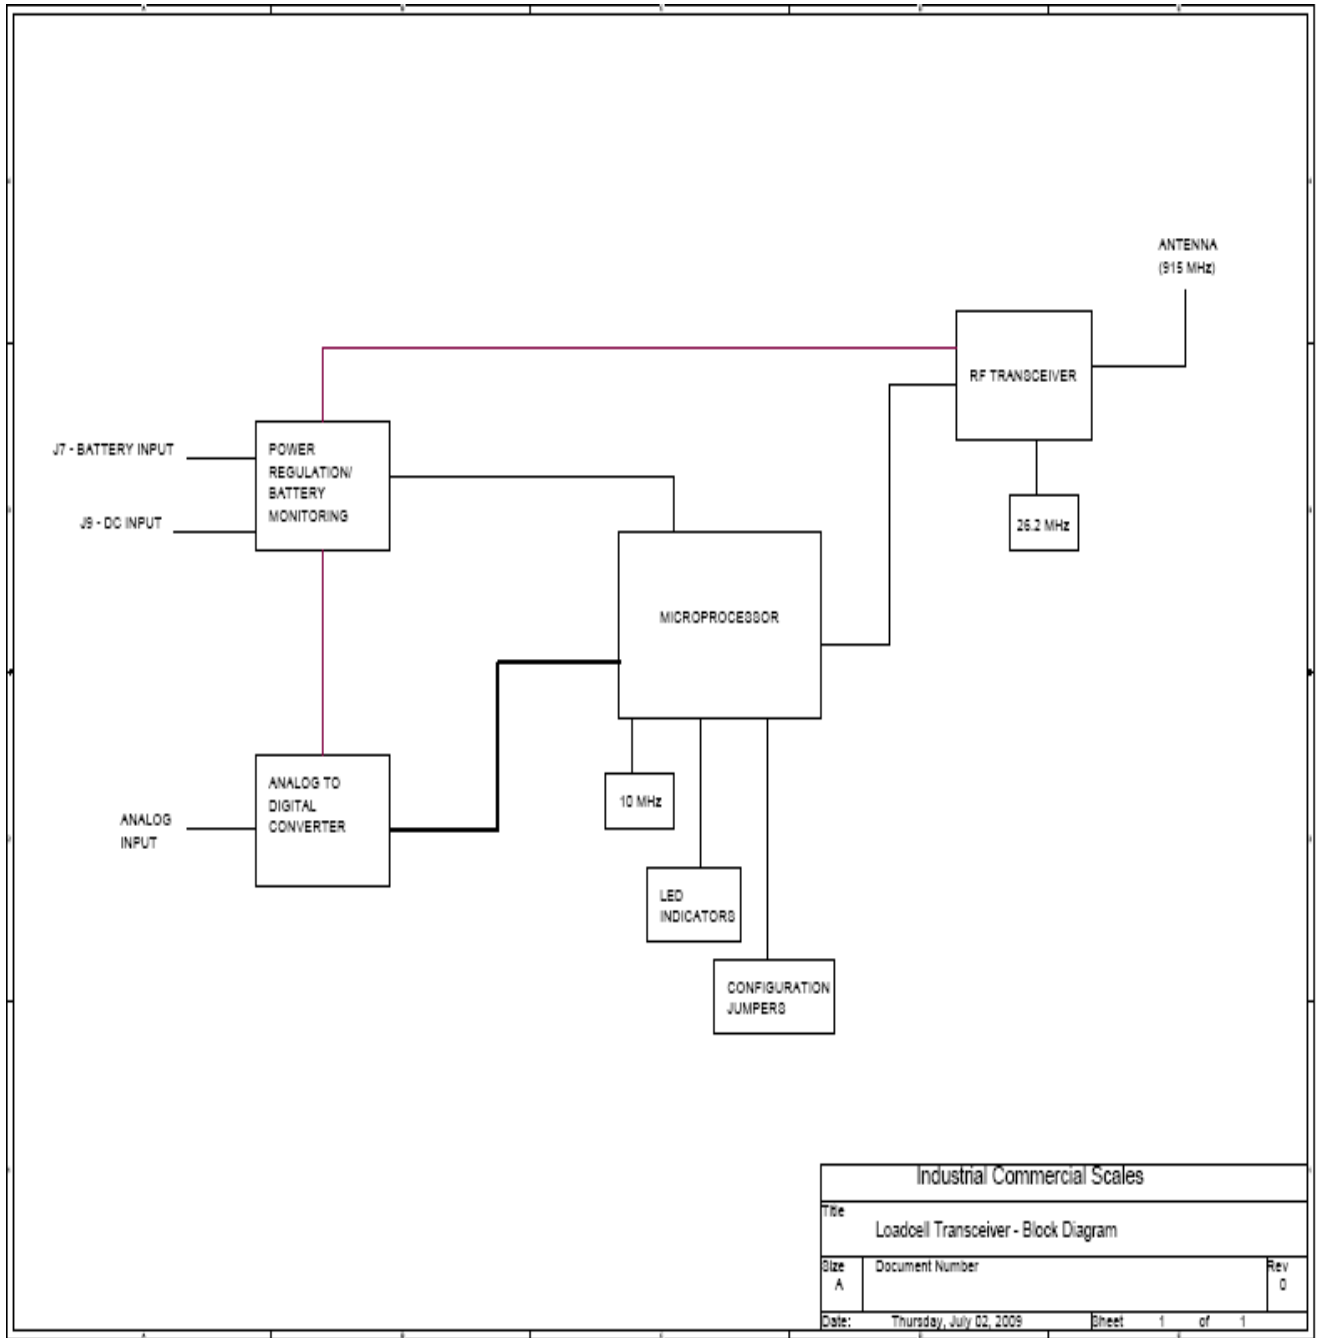 ANTENNA
(915 MHz)
RF TRANSCEIVER
J7 - BATTERY INPUT
POWER
REGULATION/
BATTERY
MONITORING
J9 - DC INPUT
26.2 MHz
MICROPROCESSOR
ANALOG TO
DIGITAL
CONVERTER
ANALOG
INPUT
10 MHz
LED
INDICATORS
CONFIGURATION
JUMPERS
Industrial Commercial Scales
Title
Loadcell Transceiver - Block Diagram
Size
A
Document Number
Rev
0
Date: Thursday, July 02, 2009 Sheet 1 of 1